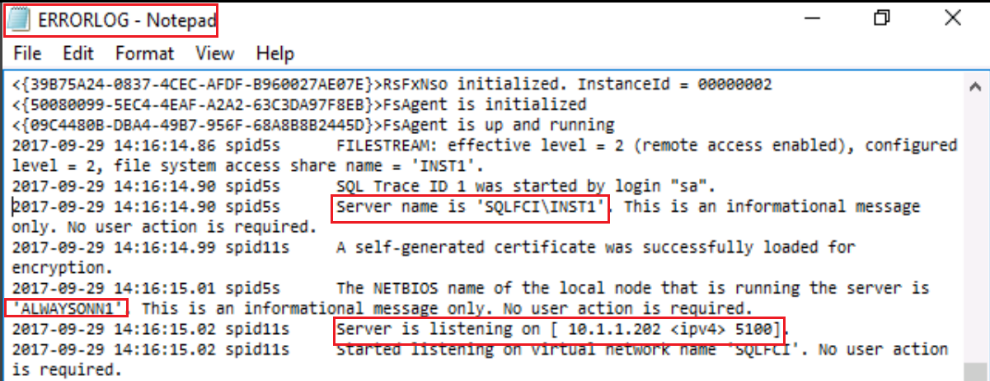 ERRORLOG - Notepad
File Edit Format View Help
<{39B75A24-0837-4CEC-AFDF-B960027AE07E}>RsFxNso initialized. InstanceId = 00000002
<{50080099-5EC4-4EAF-A2A2-63C3DA97F8EB}>FsAgent is initialized
<{09C4480B-DBA4-49B7-956F-68A8B8B2445D}>FsAgent is up and running
2017-09-29 14:16:14.86 spid5s FILESTREAM: effective level = 2 (remote access enabled), configured
level = 2, file system access share name = 'INST1'.
2017-09-29 14:16:14.90 spid5s SQL Trace ID 1 was started by login "sa".
2017-09-29 14:16:14.90 spid5s Server name is 'SQLFCI\INST1'. This is an informational message
only. No user action is required.
2017-09-29 14:16:14.99 spid11s A self-generated certificate was successfully loaded for
encryption.
2017-09-29 14:16:15.01 spid5s The NETBIOS name of the local node that is running the server is
'ALWAYSONN1'. This is an informational message only. No user action is required.
2017-09-29 14:16:15.02 spid11s Server is listening on [ 10.1.1.202 <ipv4> 5100].
2017-09-29 14:16:15.02 spid11s Started listening on virtual network name 'SQLFCI'. No user action
is required.